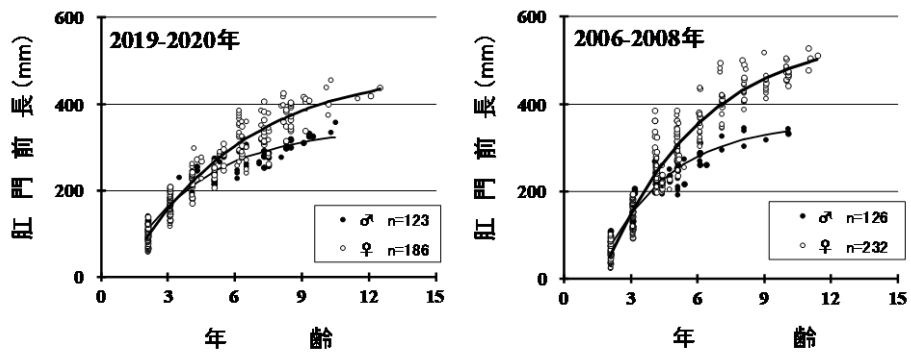 2019-2020年
肛門前長(mm)
600
400
200
0
0 3 6 9 12 15
年齢
♂ n=123
♀ n=186
2006-2008年
肛門前長(mm)
600
400
200
0
0 3 6 9 12 15
年齢
♂ n=126
♀ n=232